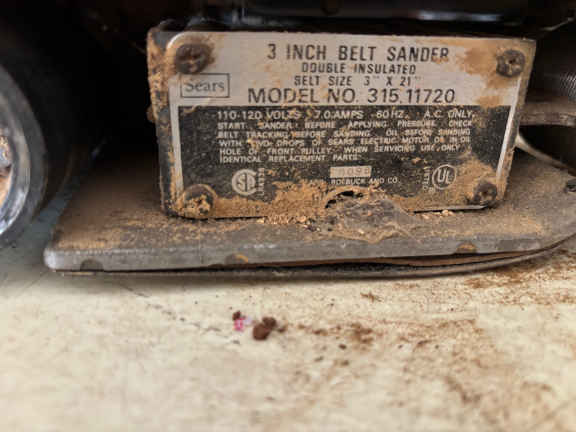 3 INCH BELT SANDER
DOUBLE INSULATED
BELT SIZE 3" X 21"
Sears
MODEL NO. 315.11720
110-120 VOLTS 7.0 AMPS 60HZ. A.C. ONLY
START SANDER BEFORE APPLYING PRESSURE. CHECK
BELT TRACKING BEFORE SANDING. OIL BEFORE SANDING
WITH TWO DROPS OF SEARS ELECTRIC MOTOR OIL IN OIL
HOLE OF FRONT PULLEY. WHEN SERVICING USE ONLY
IDENTICAL REPLACEMENT PARTS.
ROEBUCK AND CO.
UL